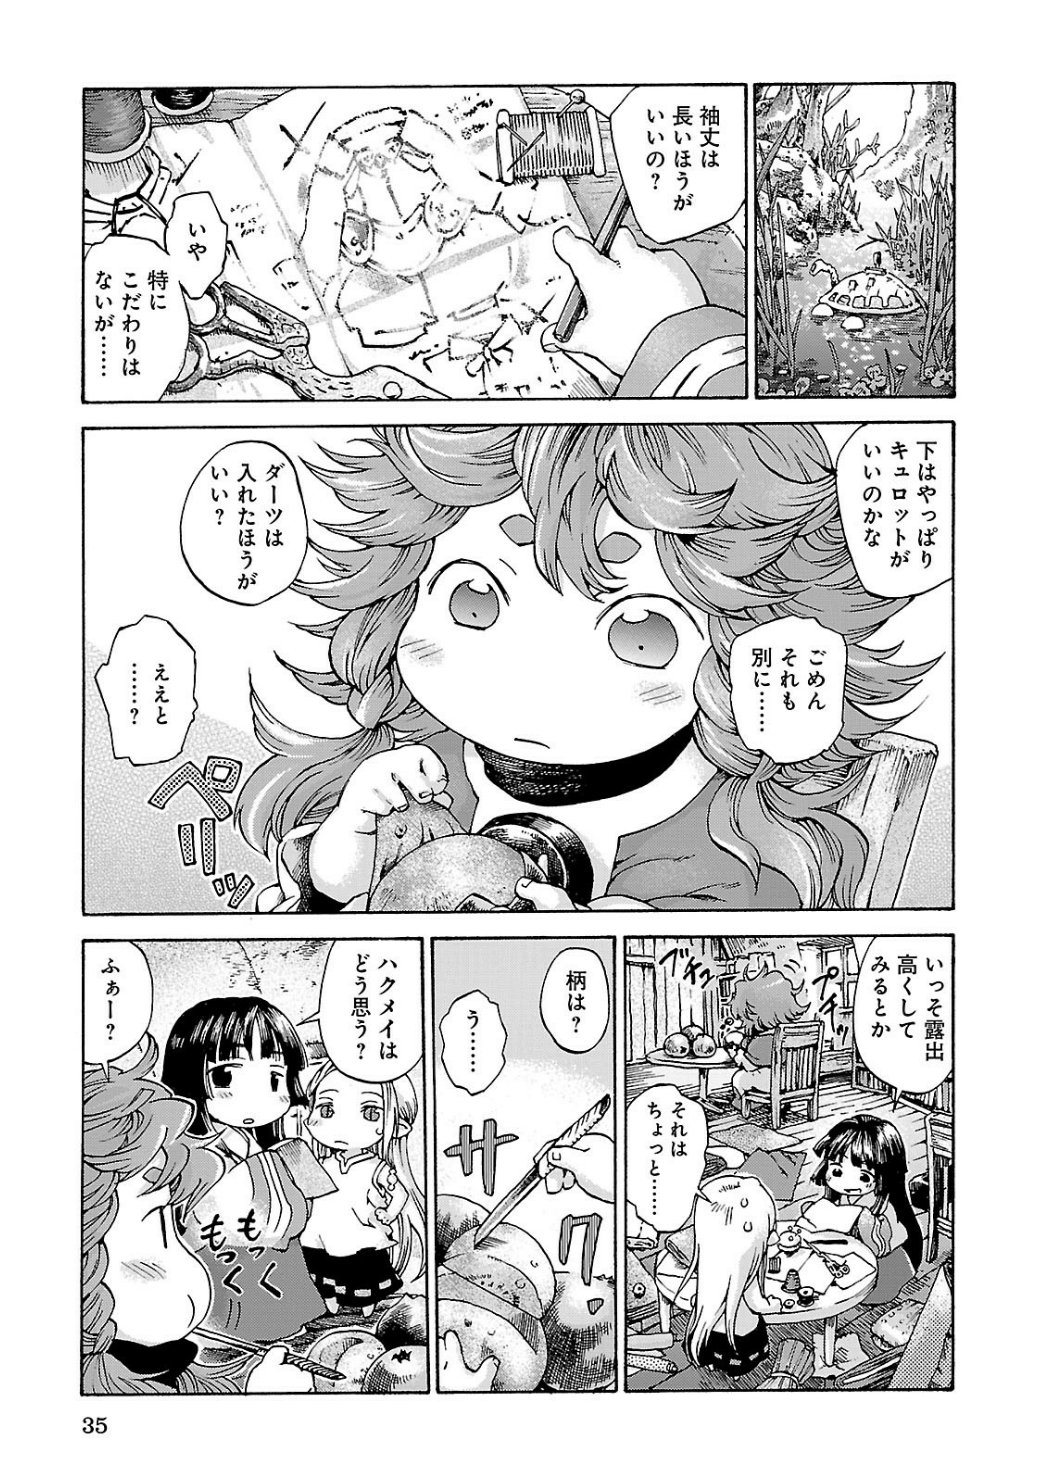 袖丈は
長いほうが
いいの？
いや
特に
こだわりは
ないが……
下はやっぱり
キュロットが
いいのかな
ごめん
それも
別に……
ダーツは
入れたほうが
いい？
ええと
……？
ペリリッ
いっそ露出
高くして
みるとか
ブチュー
それは
ちょっと……
柄は？
う……
サクッ
ハクメイは
どう思う？
ふぁー？
もっくもっく
35